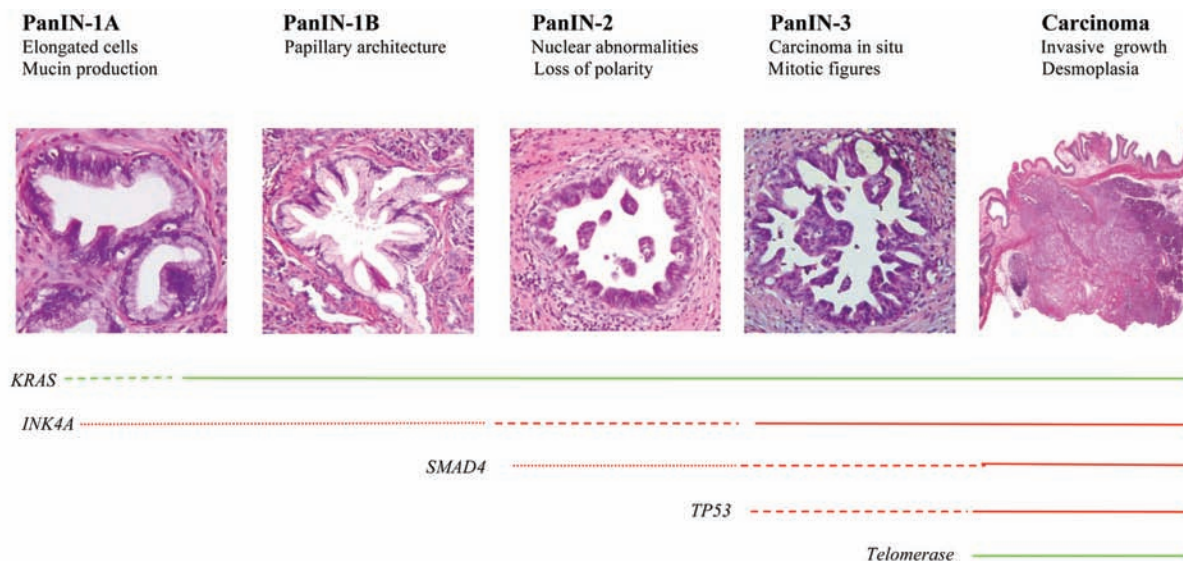 PanIN-1A
Elongated cells
Mucin production
PanIN-1B
Papillary architecture
PanIN-2
Nuclear abnormalities
Loss of polarity
PanIN-3
Carcinoma in situ
Mitotic figures
Carcinoma
Invasive growth
Desmoplasia
KRAS
INK4A
SMAD4
TP53
Telomerase